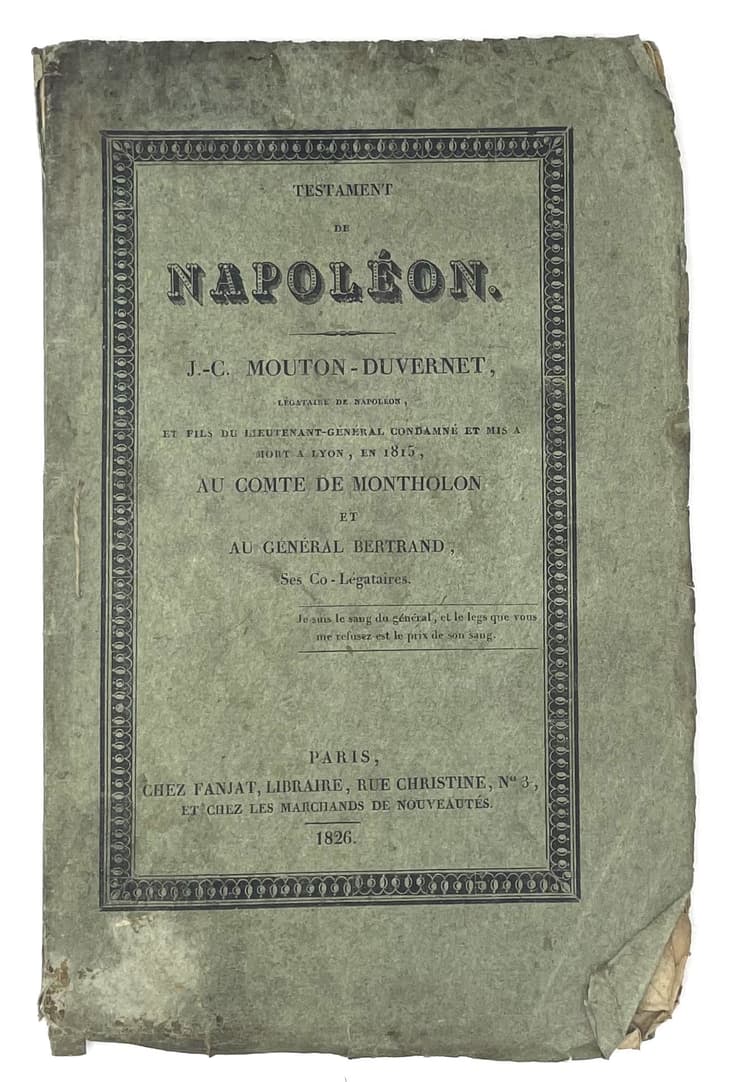 TESTAMENT
DE
NAPOLÉON.
J.-C. MOUTON-DUVERNET,
LÉGATAIRE DE NAPOLÉON,
ET FILS DU LIEUTENANT-GÉNÉRAL CONDAMNÉ ET MIS A
MORT A LYON, EN 1815,
AU COMTE DE MONTHOLON
ET
AU GÉNÉRAL BERTRAND,
Ses Co-Légataires.
Je suis le sang du général, et le legs que vous
me refusez est le prix de son sang.
PARIS,
CHEZ FANJAT, LIBRAIRE, RUE CHRISTINE, Nº 3,
ET CHEZ LES MARCHANDS DE NOUVEAUTÉS.
1826.